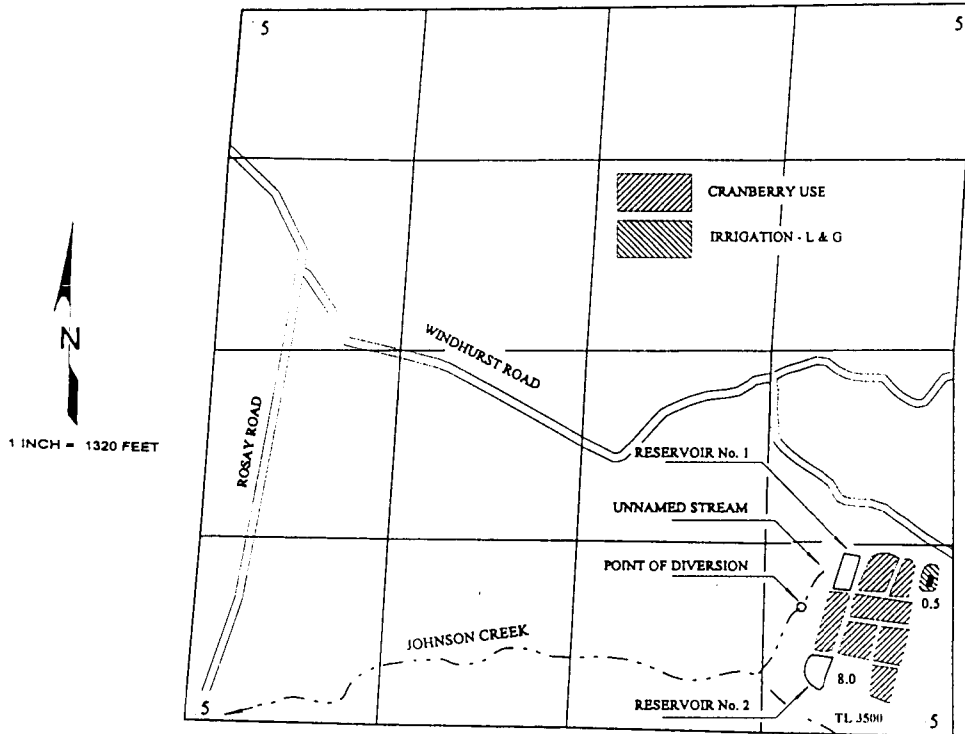 5
5
CRANBERRY USE
IRRIGATION - L & G
N
1 INCH = 1320 FEET
WINDHURST ROAD
ROSAY ROAD
RESERVOIR No. 1
UNNAMED STREAM
POINT OF DIVERSION
0.5
JOHNSON CREEK
8.0
RESERVOIR No. 2
TL 3500
5
5